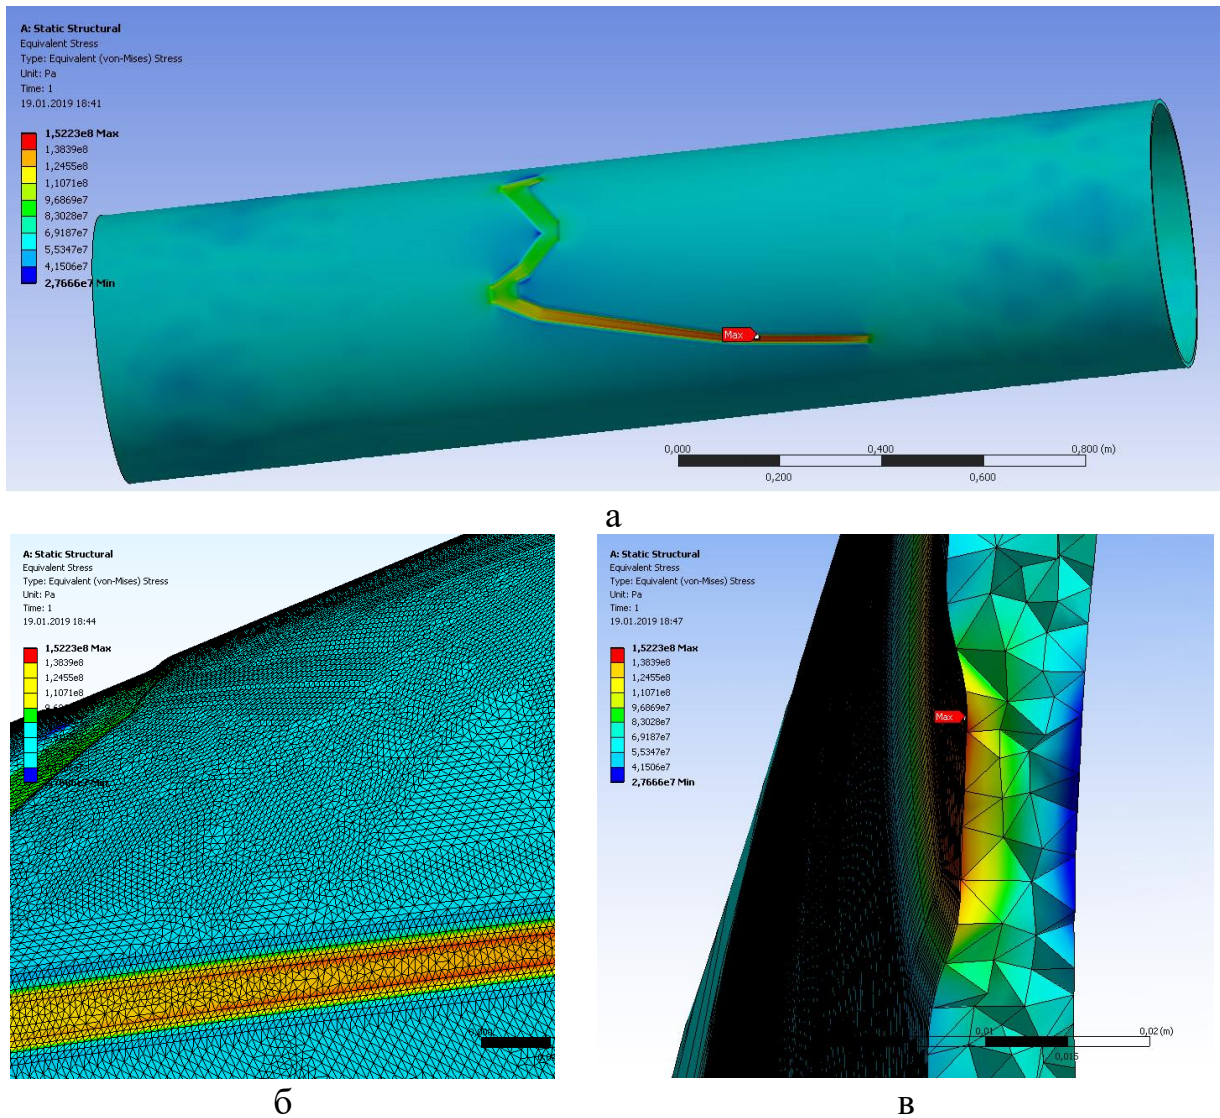 A: Static Structural
Equivalent Stress
Type: Equivalent (von-Mises) Stress
Unit: Pa
Time: 1
19.01.2019 18:41
1,5223e8 Max
1,3839e8
1,2455e8
1,1071e8
9,6869e7
8,3028e7
6,9187e7
5,5347e7
4,1506e7
2,7666e7 Min
Max
0,000
0,400
0,800 (m)
0,200
0,600
а
A: Static Structural
Equivalent Stress
Type: Equivalent (von-Mises) Stress
Unit: Pa
Time: 1
19.01.2019 18:44
1,5223e8 Max
1,3839e8
1,2455e8
1,1071e8
б
A: Static Structural
Equivalent Stress
Type: Equivalent (von-Mises) Stress
Unit: Pa
Time: 1
19.01.2019 18:47
1,5223e8 Max
1,3839e8
1,2455e8
1,1071e8
9,6869e7
8,3028e7
6,9187e7
5,5347e7
4,1506e7
2,7666e7 Min
Max
0,01
0,02 (m)
0,015
в